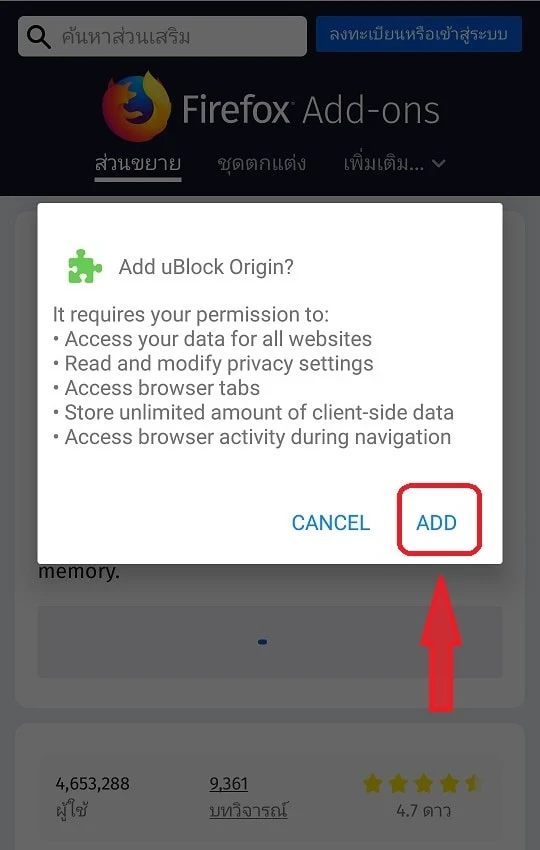 ค้นหาส่วนเสริม
ลงทะเบียนหรือเข้าสู่ระบบ
Firefox Add-ons
ส่วนขยาย ชุดตกแต่ง เพิ่มเติม...
Add uBlock Origin?
It requires your permission to:
• Access your data for all websites
• Read and modify privacy settings
• Access browser tabs
• Store unlimited amount of client-side data
• Access browser activity during navigation
CANCEL ADD
memory.
4,653,288 9,361
ผู้ใช้ บทวิจารณ์ 4.7 ดาว